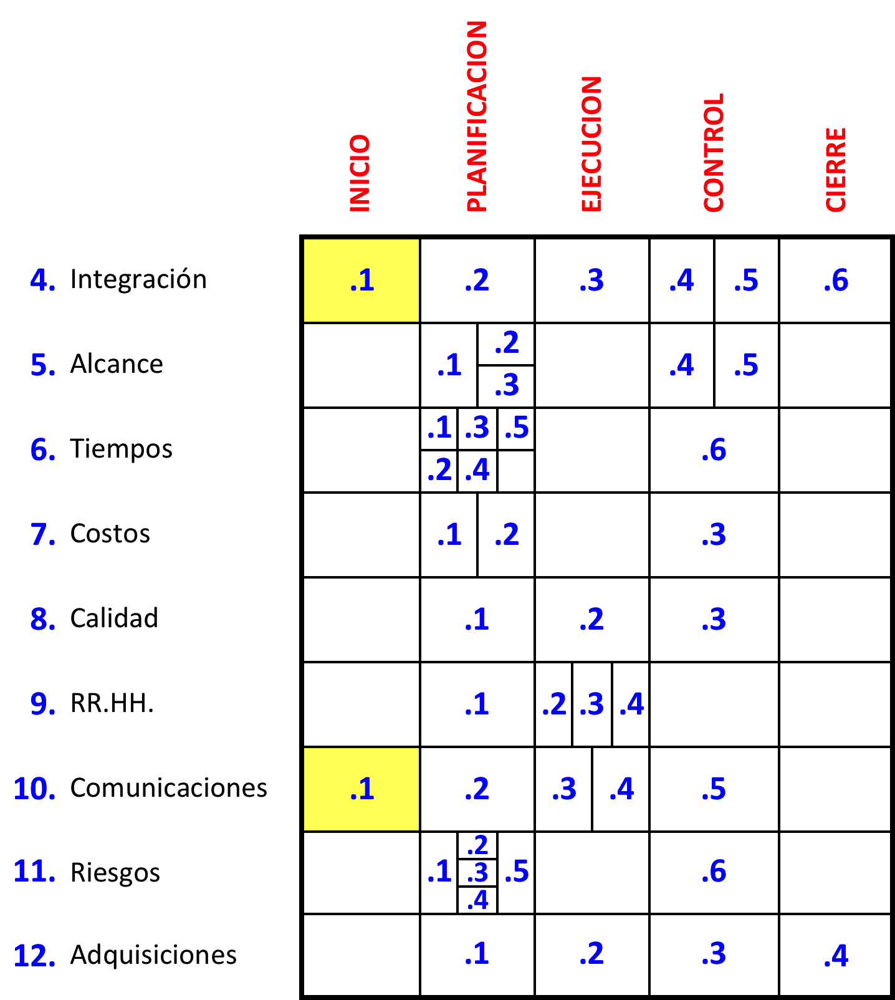 INICIO PLANIFICACION EJECUCION CONTROL CIERRE
4. Integración .1 .2 .3 .4 .5 .6
5. Alcance .1 .2 .3 .4 .5
6. Tiempos .1 .3 .5 .2 .4 .6
7. Costos .1 .2 .3
8. Calidad .1 .2 .3
9. RR.HH. .1 .2 .3 .4
10. Comunicaciones .1 .2 .3 .4 .5
11. Riesgos .1 .2 .3 .4 .5 .6
12. Adquisiciones .1 .2 .3 .4